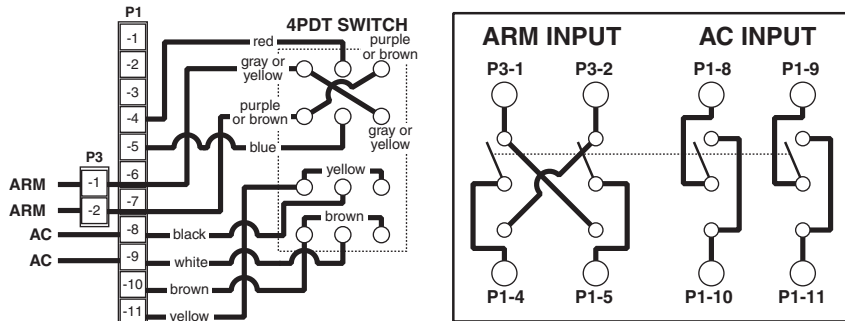 P1
4PDT SWITCH
-1
-2
-3
-4
-5
-6
-7
-8
-9
-10
-11
P3
-1
-2
ARM
ARM
AC
AC
red
purple
or brown
gray or
yellow
purple
or brown
gray or
yellow
blue
yellow
black
brown
white
brown
yellow
ARM INPUT
AC INPUT
P3-1
P3-2
P1-8
P1-9
P1-4
P1-5
P1-10
P1-11